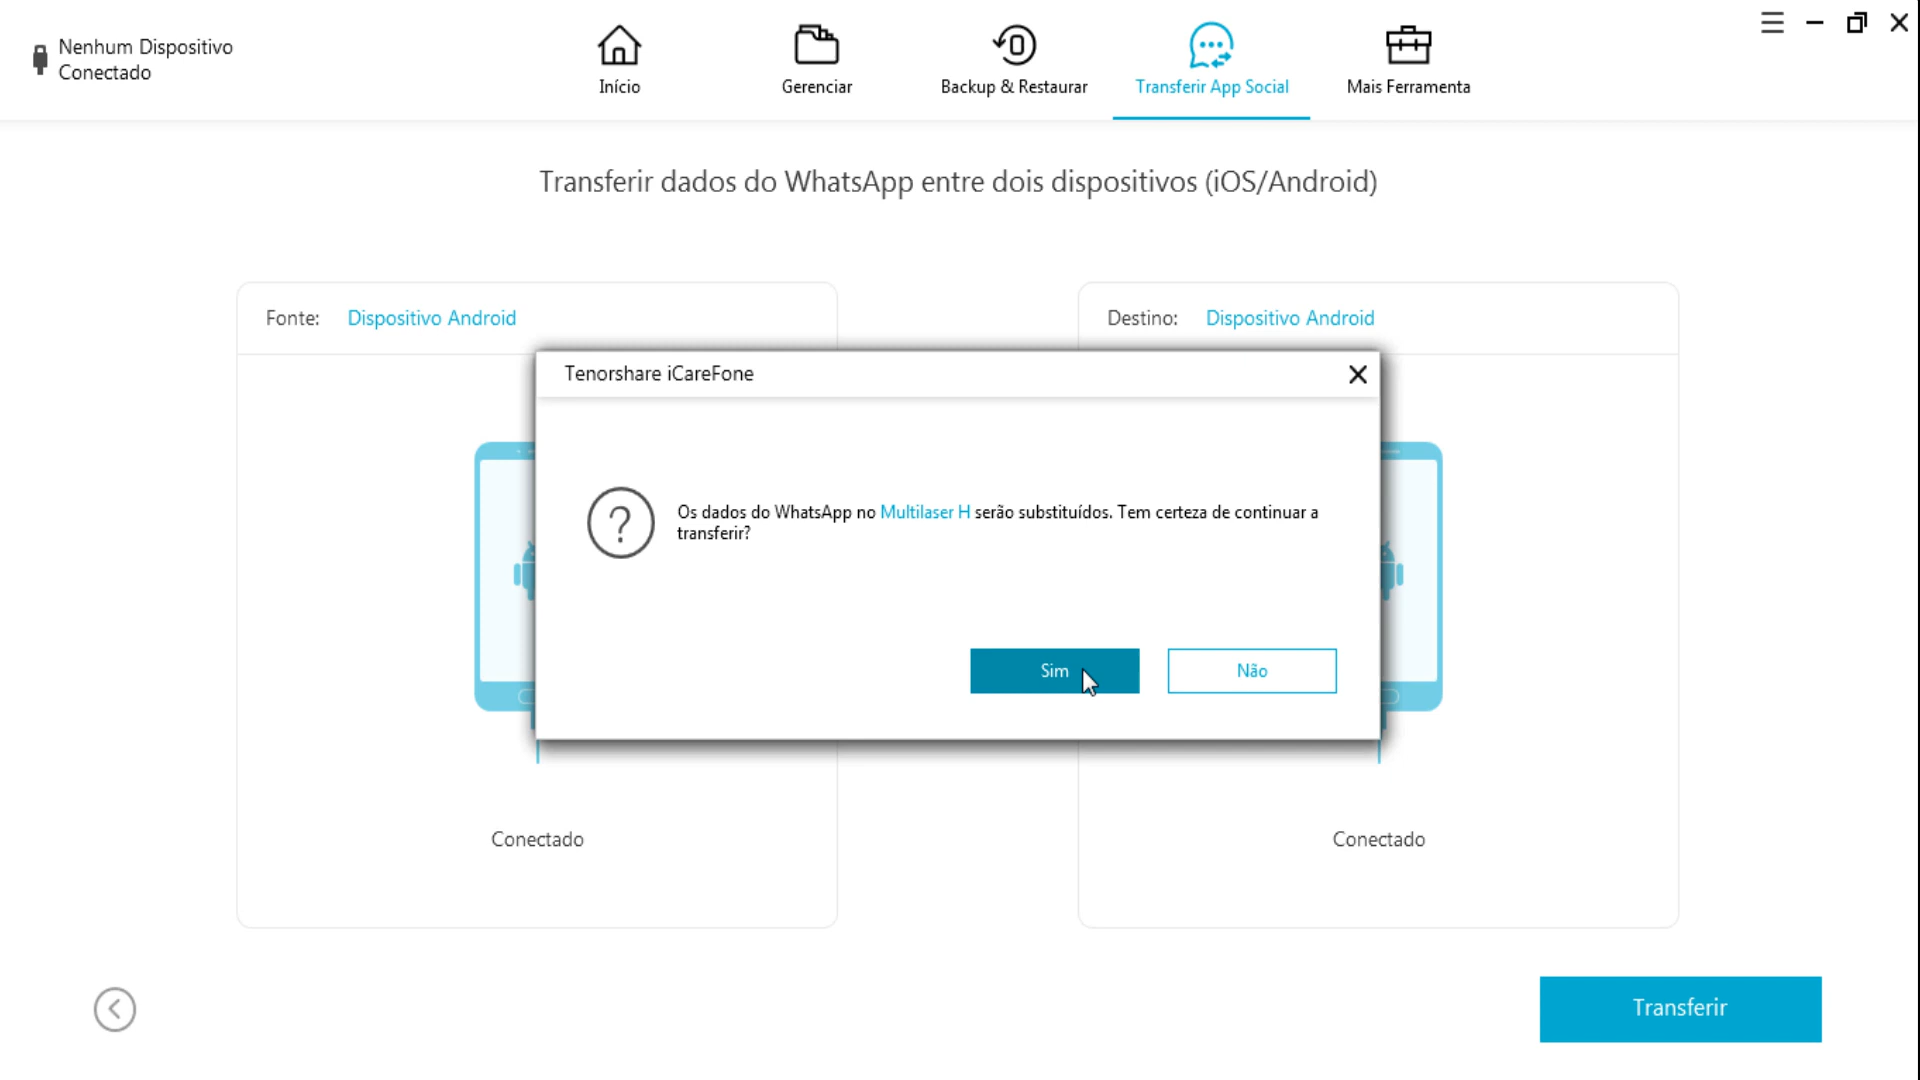 Nenhum Dispositivo
Conectado
Início
Gerenciar
Backup & Restaurar
Transferir App Social
Mais Ferramenta
Transferir dados do WhatsApp entre dois dispositivos (iOS/Android)
Fonte: Dispositivo Android
Destino: Dispositivo Android
Tenorshare iCareFone
Os dados do WhatsApp no Multilaser H serão substituídos. Tem certeza de continuar a
transferir?
Sim
Não
Conectado
Conectado
Transferir